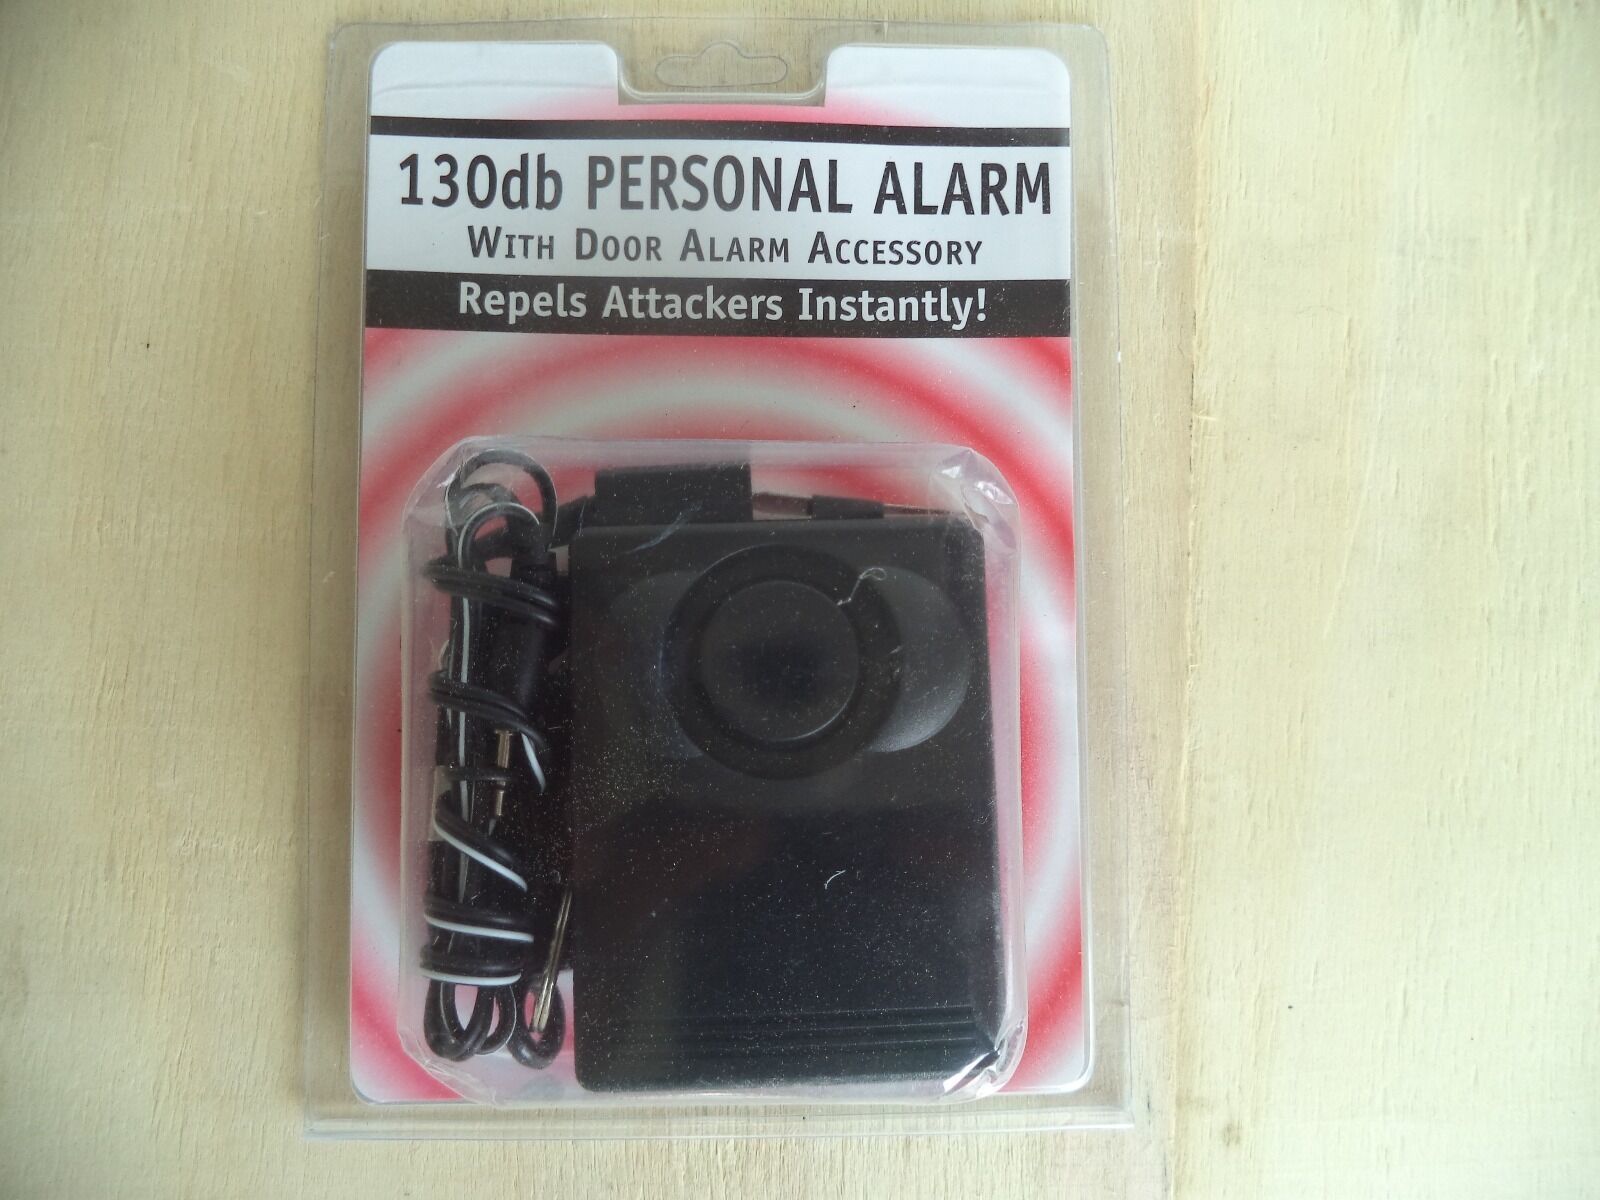 130db PERSONAL ALARM
WITH DOOR ALARM ACCESSORY
Repels Attackers Instantly!